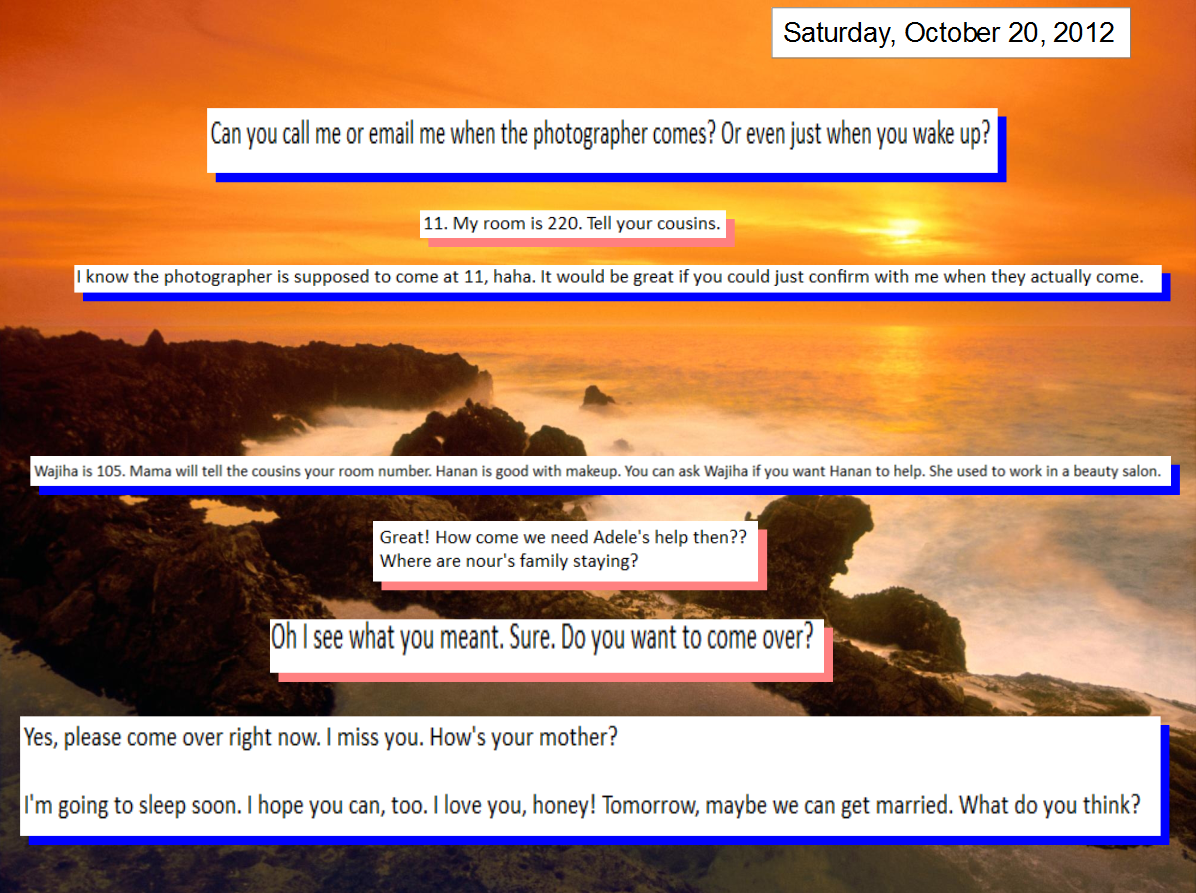 Saturday, October 20, 2012
Can you call me or email me when the photographer comes? Or even just when you wake up?
11. My room is 220. Tell your cousins.
I know the photographer is supposed to come at 11, haha. It would be great if you could just confirm with me when they actually come.
Wajiha is 105. Mama will tell the cousins your room number. Hanan is good with makeup. You can ask Wajiha if you want Hanan to help. She used to work in a beauty salon.
Great! How come we need Adele's help then??
Where are nour's family staying?
Oh I see what you meant. Sure. Do you want to come over?
Yes, please come over right now. I miss you. How's your mother?
I'm going to sleep soon. I hope you can, too. I love you, honey! Tomorrow, maybe we can get married. What do you think?